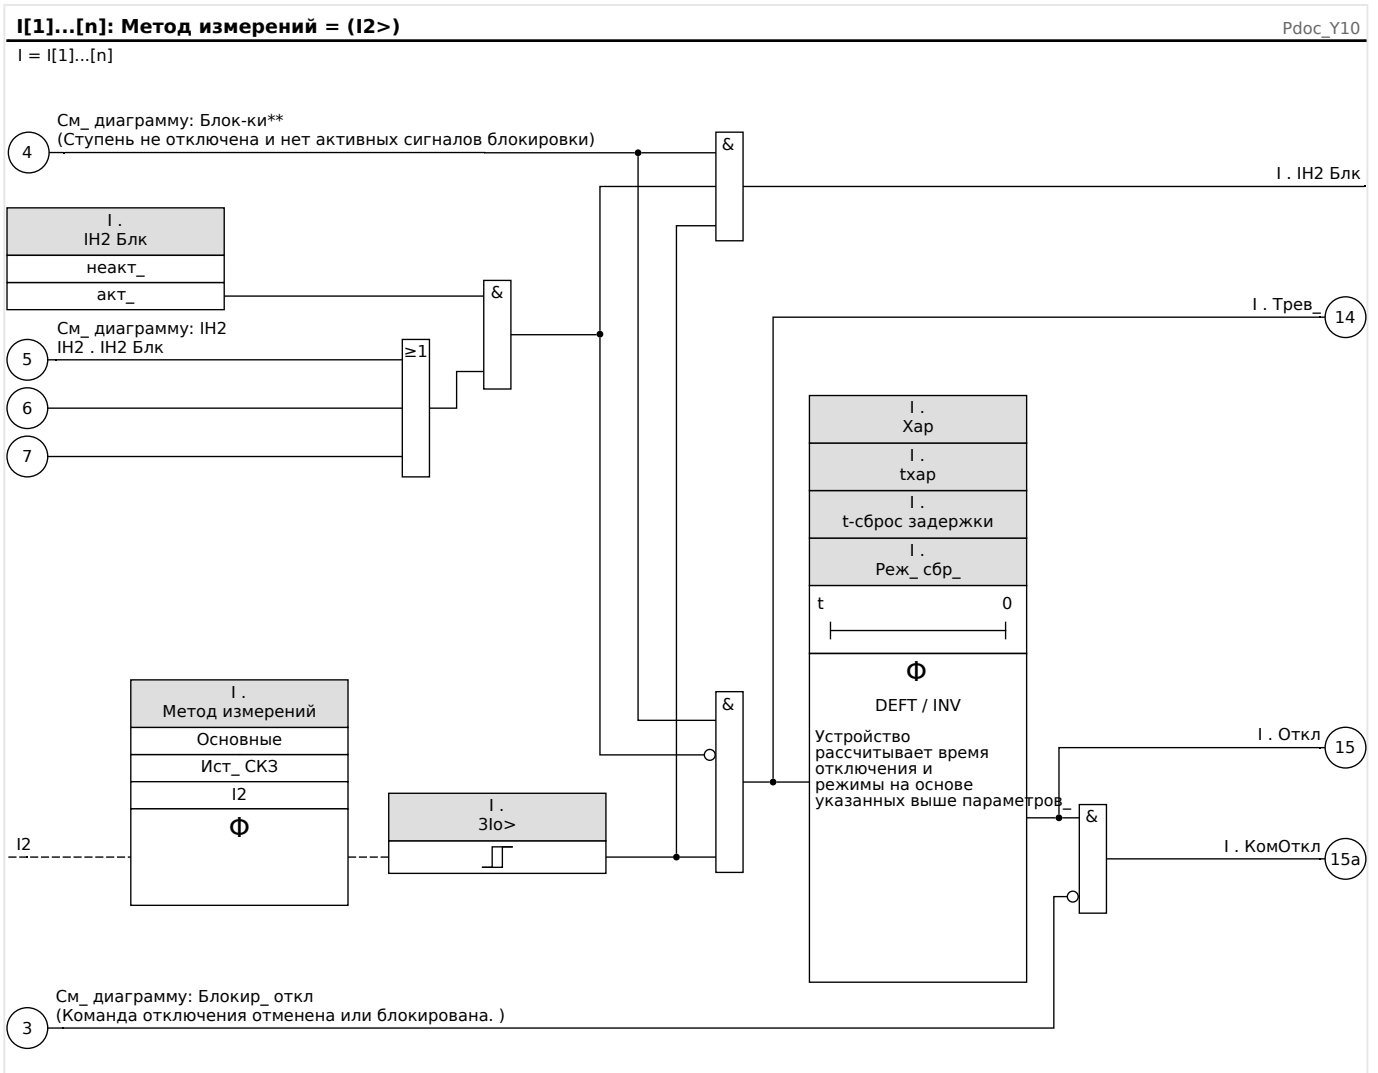 I[1]...[n]: Метод измерений = (I2>)
Pdoc_Y10
I = I[1]...[n]
См_ диаграмму: Блок-ки**
(Ступень не отключена и нет активных сигналов блокировки)
4
&
I . IH2 Блк
I .
IH2 Блк
неакт_
акт_
&
I . Трев_
14
См_ диаграмму: IH2
IH2 . IH2 Блк
5
≥1
6
7
I .
Хар
I .
tхар
I .
t-сброс задержки
I .
Реж_ сбр_
t 0
Ф
DEFT / INV
Устройство
рассчитывает время
отключения и
режимы на основе
указанных выше параметров_
I .
Метод измерений
Основные
Ист_ СКЗ
I2
Ф
I2
I .
3Io>
&
I . Откл
15
&
I . КомОткл
15a
См_ диаграмму: Блокир_ откл
(Команда отключения отменена или блокирована. )
3